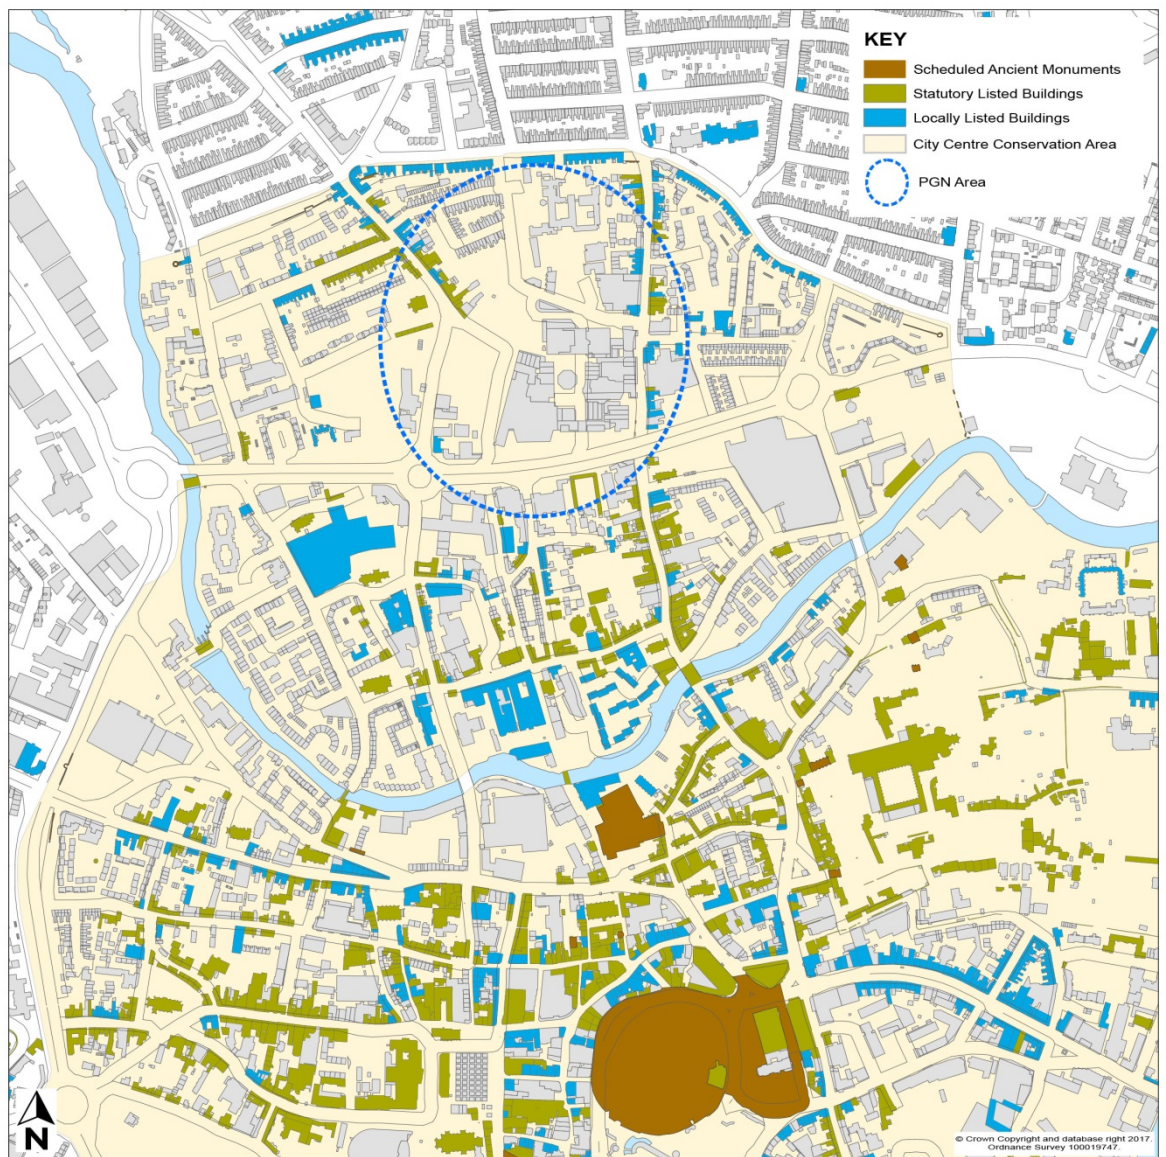 KEY
Scheduled Ancient Monuments
Statutory Listed Buildings
Locally Listed Buildings
City Centre Conservation Area
PGN Area
N
© Crown Copyright and database right 2017.
Ordnance Survey 100019747.